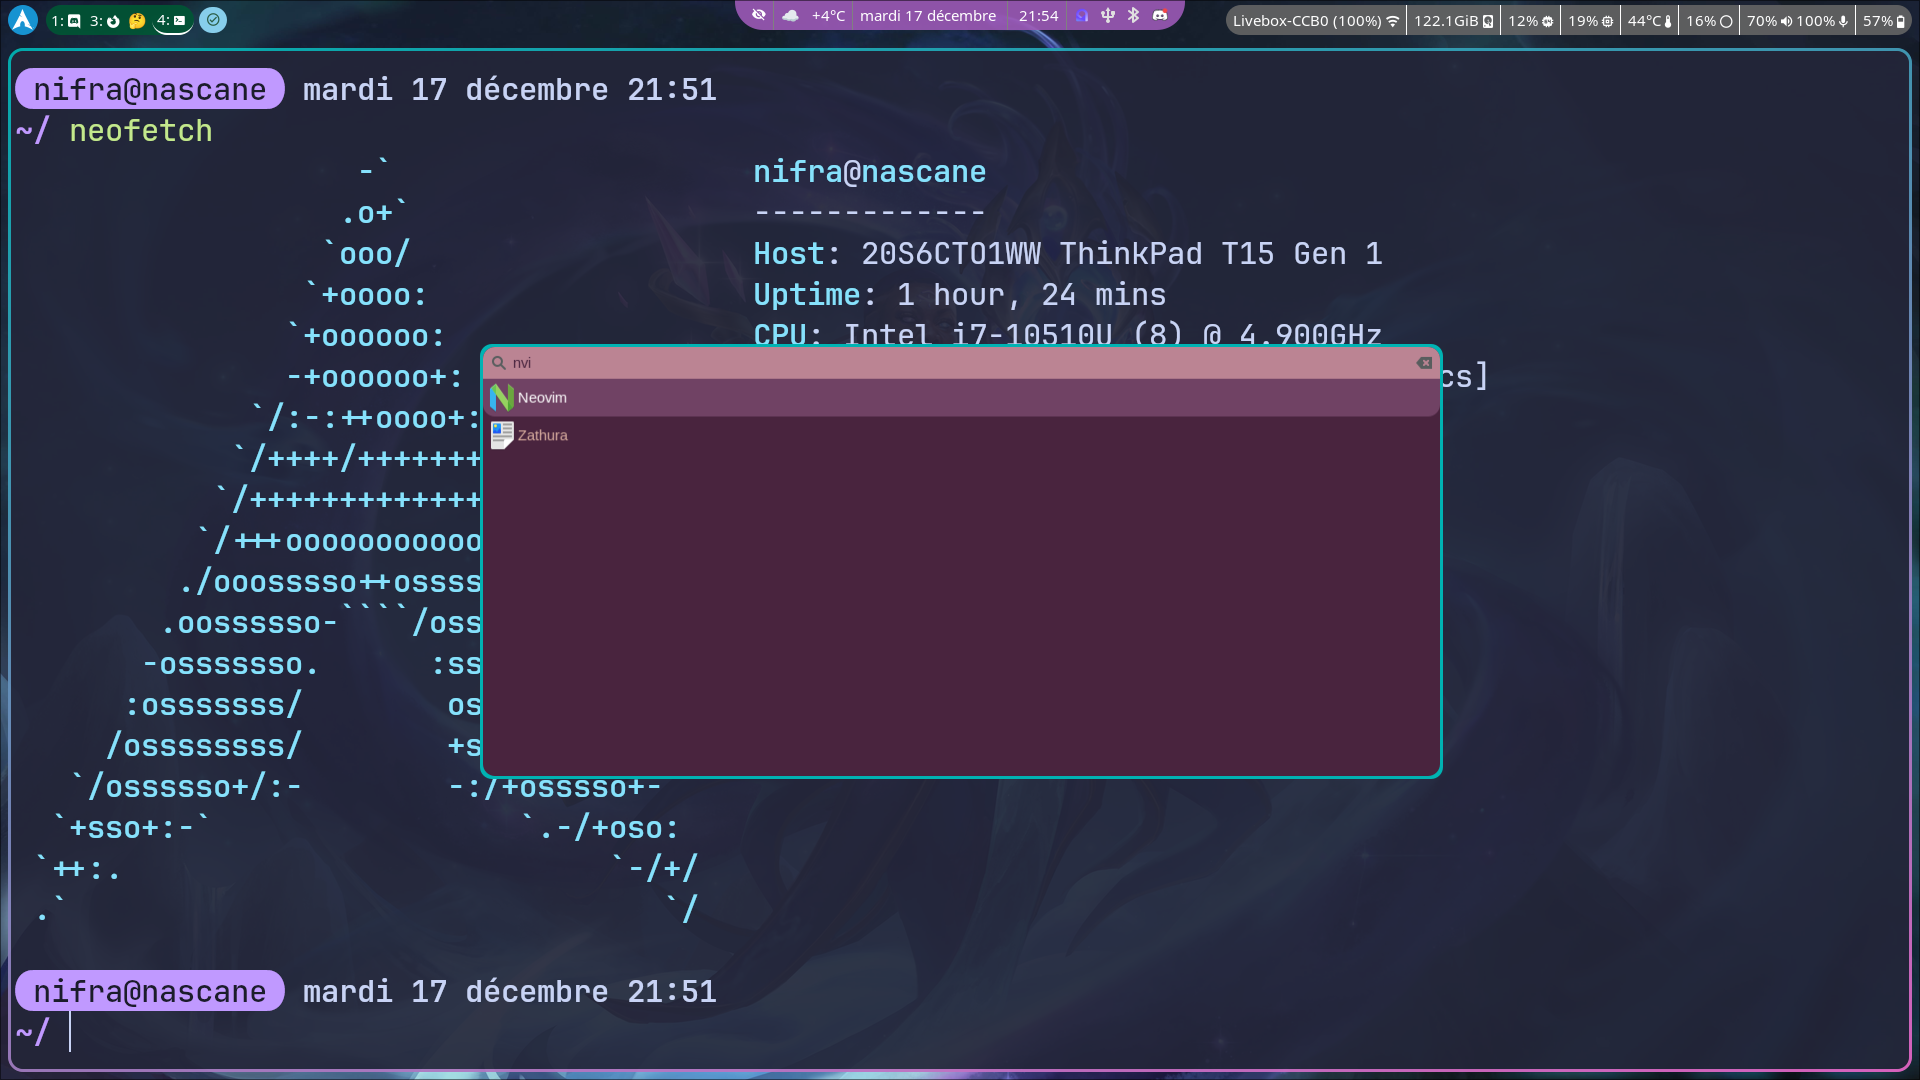 1: 3: 4:
+4°C mardi 17 décembre 21:54
Livebox-CCB0 (100%) 122.1GiB 12% 19% 44°C 16% 70% 100% 57%
nifra@nascane mardi 17 décembre 21:51
~/ neofetch
-` nifra@nascane
.o+` -------------
`ooo/ Host: 20S6CTO1WW ThinkPad T15 Gen 1
`+oooo: Uptime: 1 hour, 24 mins
`+oooooo: CPU: Intel i7-10510U (8) @ 4.900GHz
-+oooooo+: cs]
nvi
Neovim
Zathura
`/:-:++oooo+:
`/++++/+++++++
`/+++++++++++++
`/+++ooooooooooo
./ooosssso++ossss
.oossssso-````/oss
-osssssso. :ss
:osssssss/ os
/ossssssss/ +s
`/ossssso+/:- -:/+osssso+-
`+sso+:-` `.-/+oso:
`++:. `-/+/
.` `/
nifra@nascane mardi 17 décembre 21:51
~/